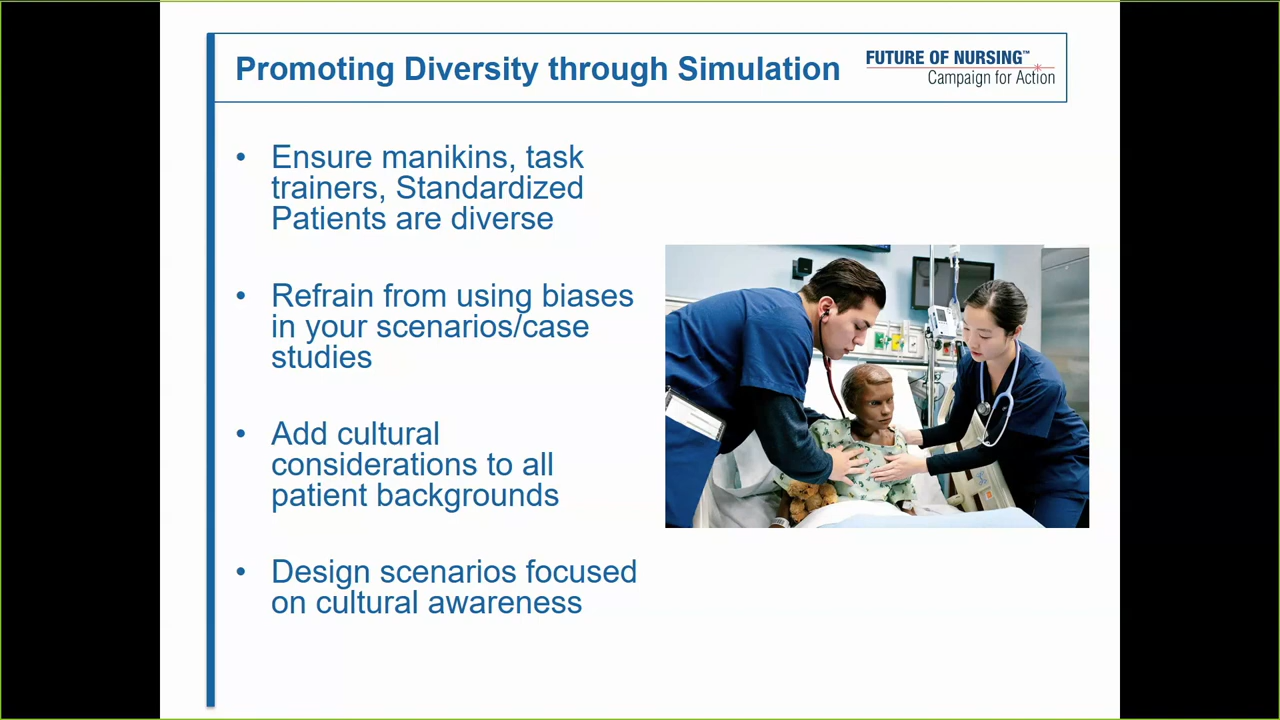 Promoting Diversity through Simulation
FUTURE OF NURSING™
Campaign for Action
• Ensure manikins, task
trainers, Standardized
Patients are diverse
• Refrain from using biases
in your scenarios/case
studies
• Add cultural
considerations to all
patient backgrounds
• Design scenarios focused
on cultural awareness